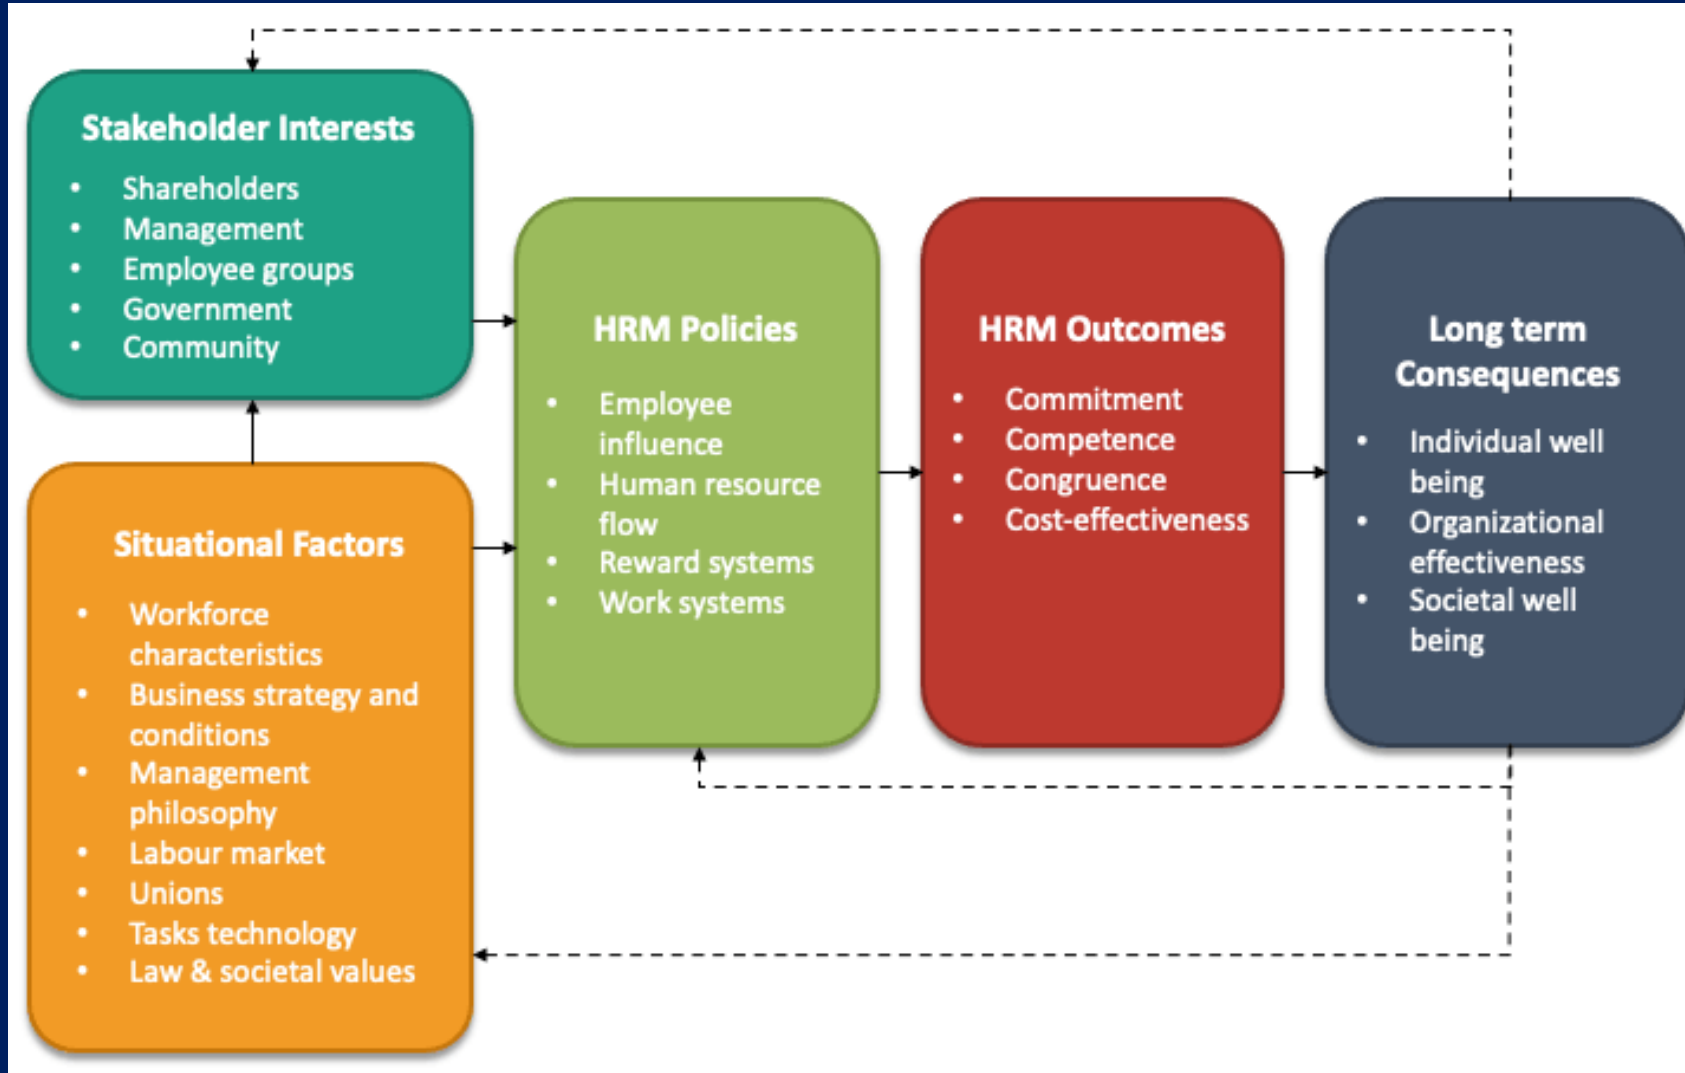 Stakeholder Interests
• Shareholders
• Management
• Employee groups
• Government
• Community
Situational Factors
• Workforce
characteristics
• Business strategy and
conditions
• Management
philosophy
• Labour market
• Unions
• Tasks technology
• Law & societal values
HRM Policies
• Employee
influence
• Human resource
flow
• Reward systems
• Work systems
HRM Outcomes
• Commitment
• Competence
• Congruence
• Cost-effectiveness
Long term
Consequences
• Individual well
being
• Organizational
effectiveness
• Societal well
being